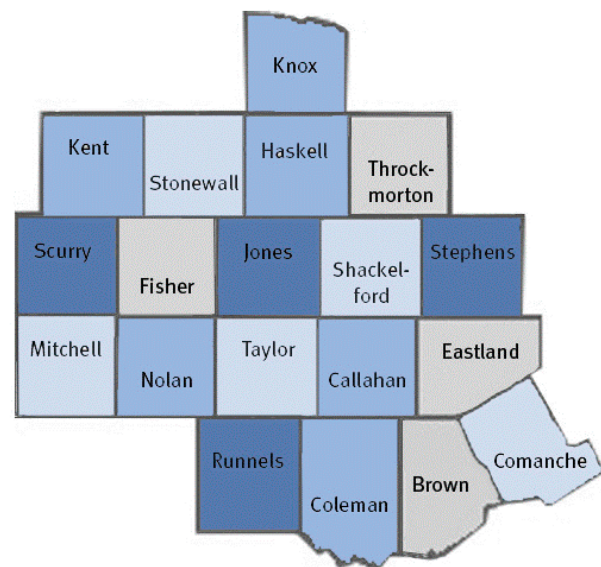 Knox
Kent
Stonewall
Haskell
Throck-
morton
Scurry
Fisher
Jones
Shackel-
ford
Stephens
Mitchell
Nolan
Taylor
Callahan
Eastland
Runnels
Coleman
Brown
Comanche